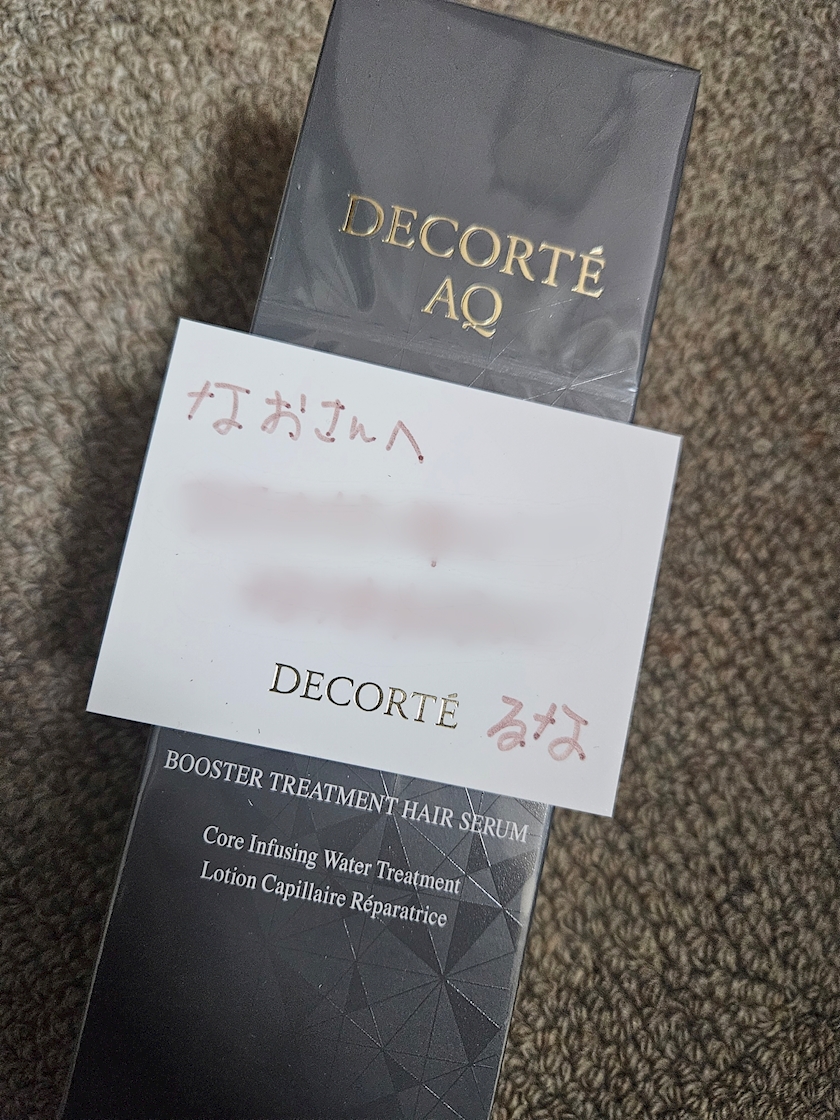 DECORTÉ
AQ
なおさんへ
DECORTÉ
るな
BOOSTER TREATMENT HAIR SERUM
Core Infusing Water Treatment
Lotion Capillaire Réparatrice